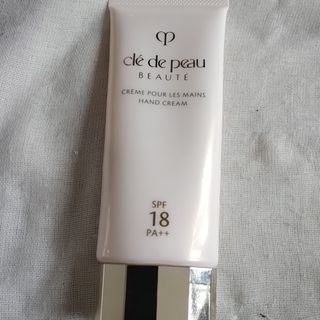 clé de peau
BEAUTÉ
CRÈME POUR LES MAINS
HAND CREAM
SPF
18
PA++